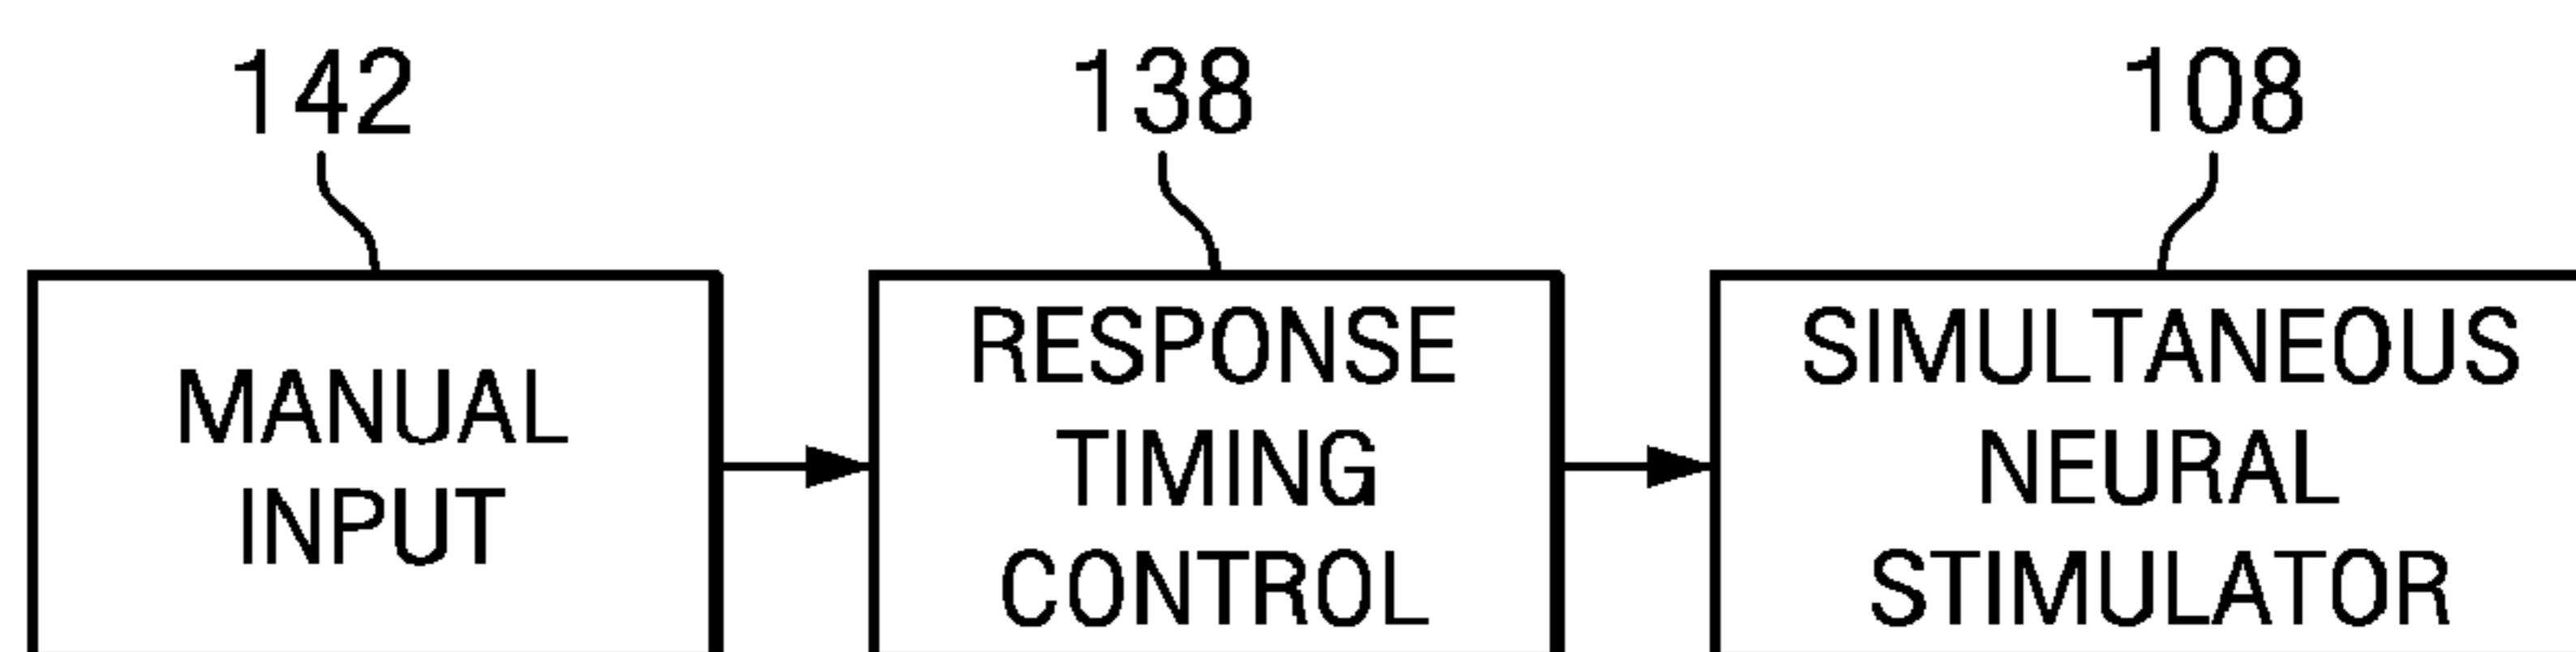 142
138
108
MANUAL
INPUT
RESPONSE
TIMING
CONTROL
SIMULTANEOUS
NEURAL
STIMULATOR